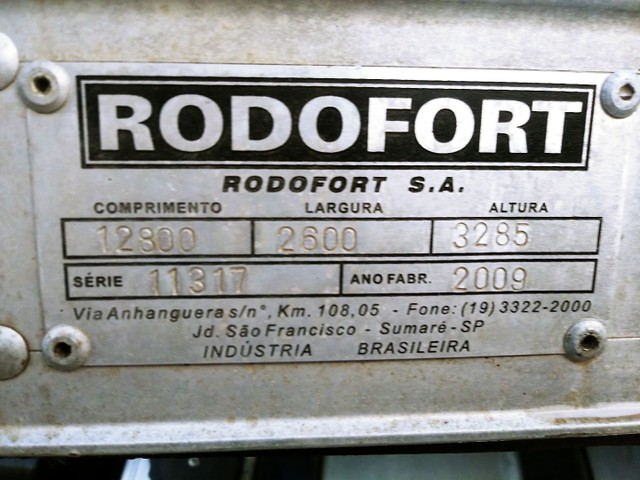 RODOFORT
RODOFORT S.A.
COMPRIMENTO LARGURA ALTURA
12800 2600 3285
SÉRIE 11317 ANO FABR. 2009
Via Anhanguera s/n°, Km. 108,05 - Fone: (19) 3322-2000
Jd. São Francisco - Sumaré - SP
INDÚSTRIA BRASILEIRA